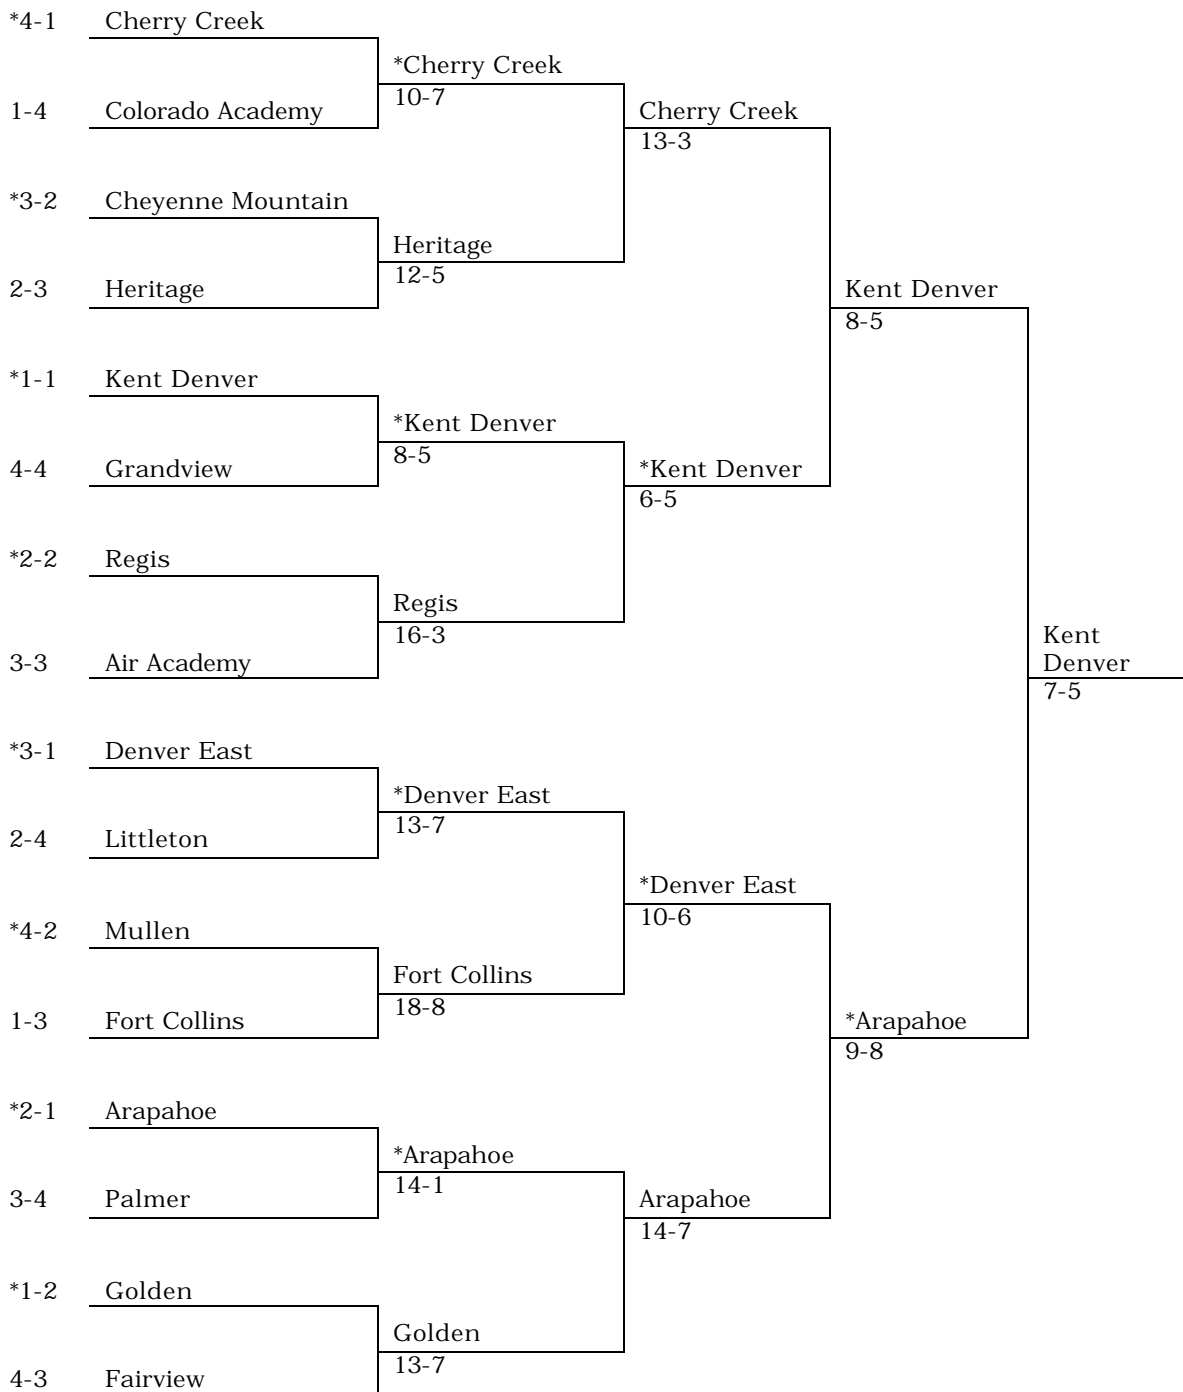 *4-1 Cherry Creek
*Cherry Creek
10-7
1-4 Colorado Academy
Cherry Creek
13-3
*3-2 Cheyenne Mountain
Heritage
12-5
2-3 Heritage
Kent Denver
8-5
*1-1 Kent Denver
*Kent Denver
8-5
4-4 Grandview
*Kent Denver
6-5
*2-2 Regis
Regis
16-3
3-3 Air Academy
Kent
Denver
7-5
*3-1 Denver East
*Denver East
13-7
2-4 Littleton
*Denver East
10-6
*4-2 Mullen
Fort Collins
18-8
1-3 Fort Collins
*Arapahoe
9-8
*2-1 Arapahoe
*Arapahoe
14-1
3-4 Palmer
Arapahoe
14-7
*1-2 Golden
Golden
13-7
4-3 Fairview